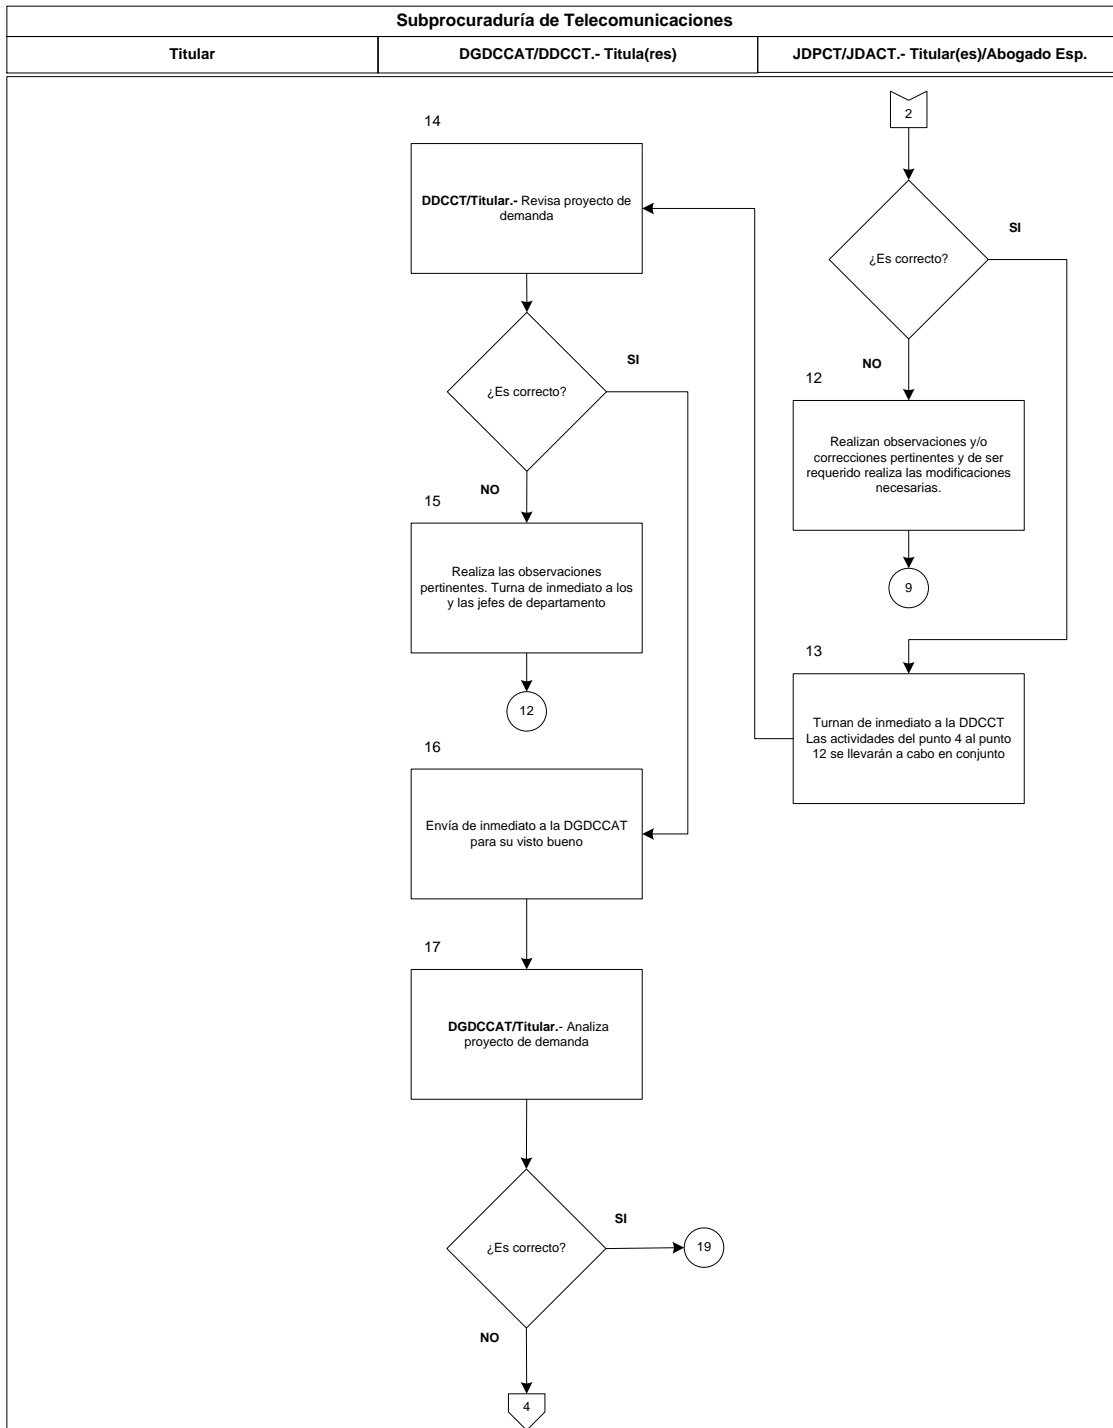 Subprocuraduría de Telecomunicaciones
Titular
DGDCCAT/DDCCT.- Titula(res)
JDPCT/JDACT.- Titular(es)/Abogado Esp.
2
¿Es correcto?
SI
NO
12
Realizan observaciones y/o
correcciones pertinentes y de ser
requerido realiza las modificaciones
necesarias.
9
13
Turnan de inmediato a la DDCCT
Las actividades del punto 4 al punto
12 se llevarán a cabo en conjunto
14
DDCCT/Titular.- Revisa proyecto de
demanda
¿Es correcto?
SI
NO
15
Realiza las observaciones
pertinentes. Turna de inmediato a los
y las jefes de departamento
12
16
Envía de inmediato a la DGDCCAT
para su visto bueno
17
DGDCCAT/Titular.- Analiza
proyecto de demanda
¿Es correcto?
SI
19
NO
4